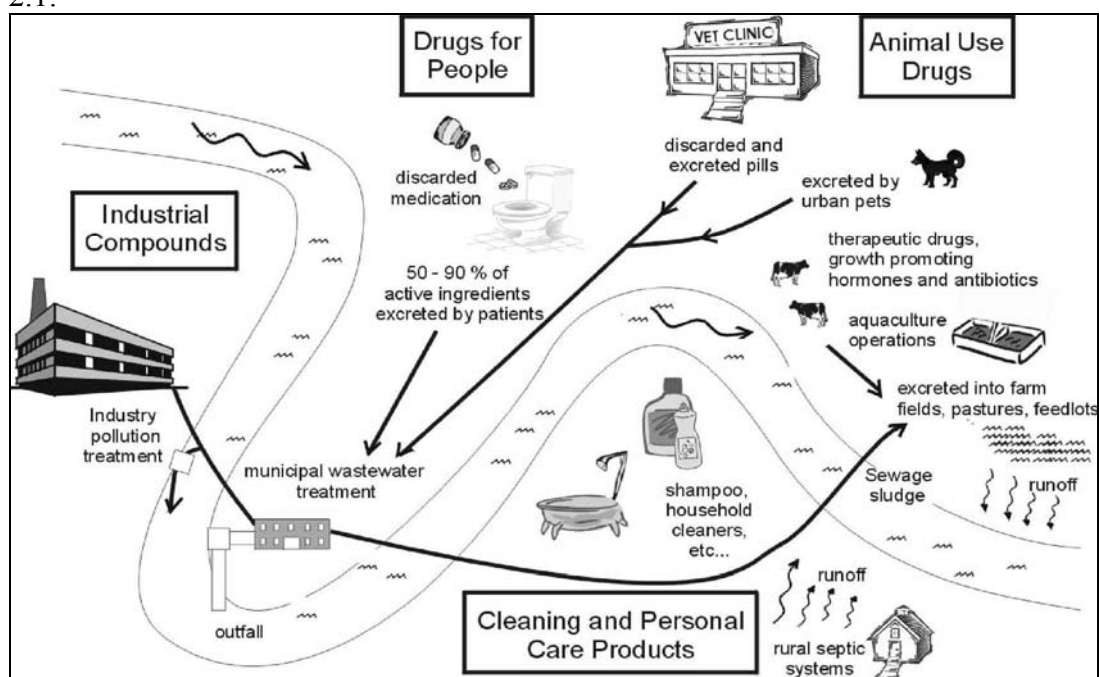 2.1.
Drugs for
People
VET CLINIC
Animal Use
Drugs
discarded
medication
discarded and
excreted pills
excreted by
urban pets
Industrial
Compounds
50 - 90 % of
active ingredients
excreted by patients
therapeutic drugs,
growth promoting
hormones and antibiotics
aquaculture
operations
excreted into farm
fields, pastures, feedlots
Industry
pollution
treatment
municipal wastewater
treatment
shampoo,
household
cleaners,
etc...
Sewage
sludge
runoff
outfall
Cleaning and Personal
Care Products
runoff
rural septic
systems